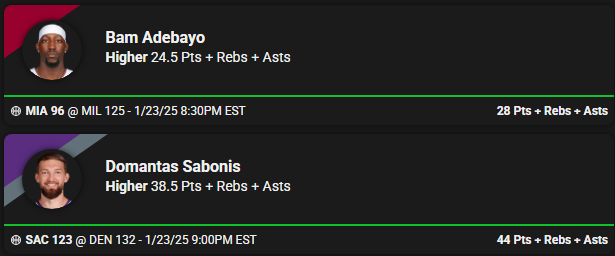 Bam Adebayo
Higher 24.5 Pts + Rebs + Asts
MIA 96 @ MIL 125 - 1/23/25 8:30PM EST 28 Pts + Rebs + Asts
Domantas Sabonis
Higher 38.5 Pts + Rebs + Asts
SAC 123 @ DEN 132 - 1/23/25 9:00PM EST 44 Pts + Rebs + Asts